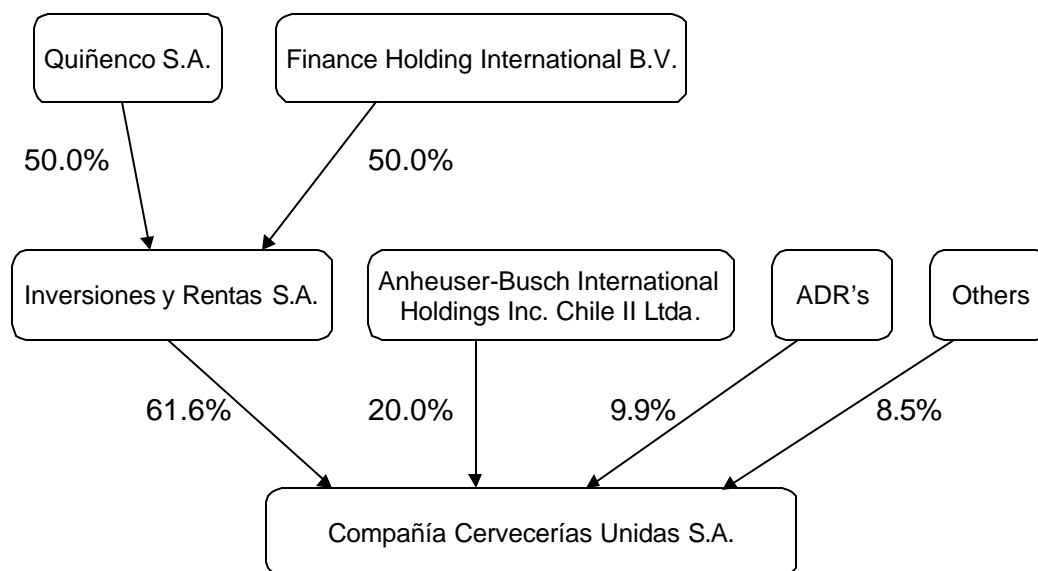 Quiñenco S.A.
Finance Holding International B.V.
50.0%
50.0%
Inversiones y Rentas S.A.
Anheuser-Busch International
Holdings Inc. Chile II Ltda.
ADR's
Others
61.6%
20.0%
9.9%
8.5%
Compañía Cervecerías Unidas S.A.